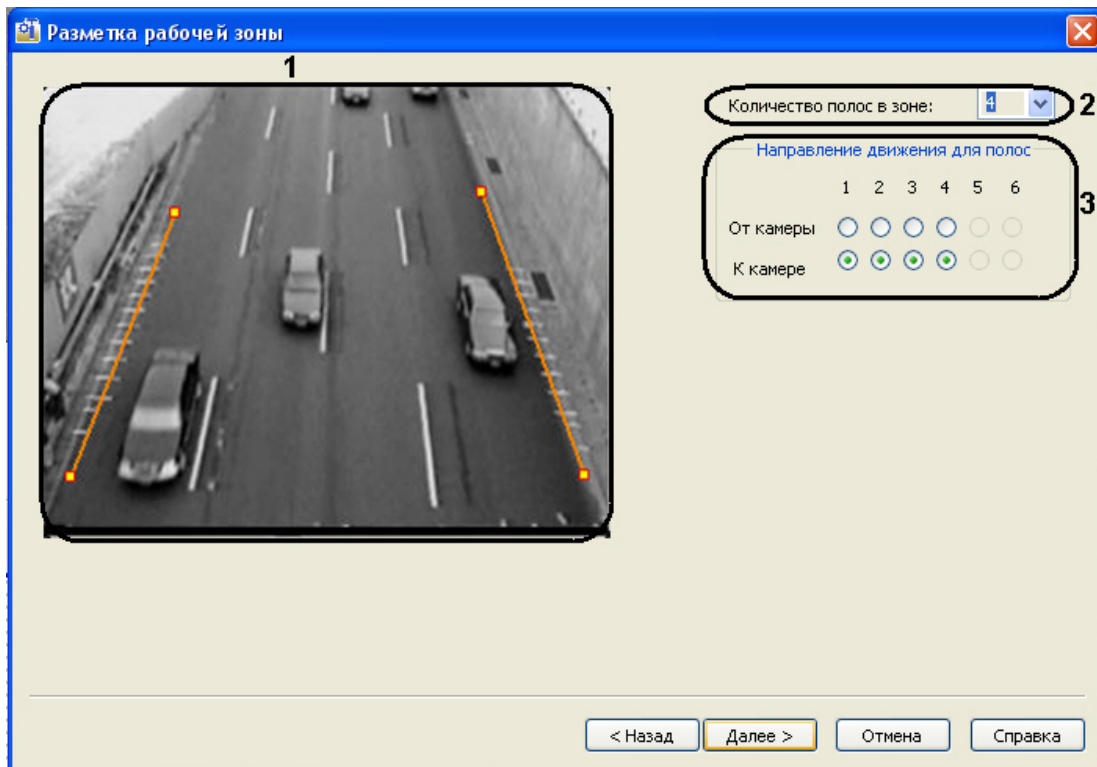 Разметка рабочей зоны
1
Количество полос в зоне: 4
2
Направление движения для полос
1 2 3 4 5 6
3
От камеры
К камере
< Назад Далее > Отмена Справка